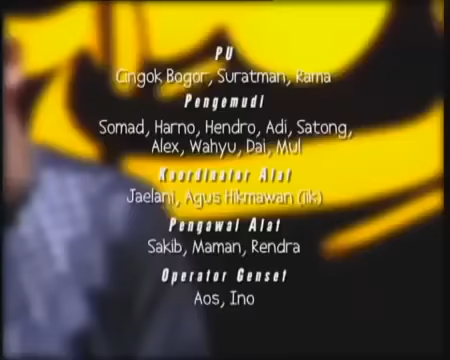 PU
Cingok Bogor, Suratman, Rama
Pengemudi
Somad, Harno, Hendro, Adi, Satong,
Alex, Wahyu, Dai, Mul
Koordinator Alat
Jaelani, Agus Hikmawan (iik)
Pengawal Alat
Sakib, Maman, Rendra
Operator Genset
Aos, Ino